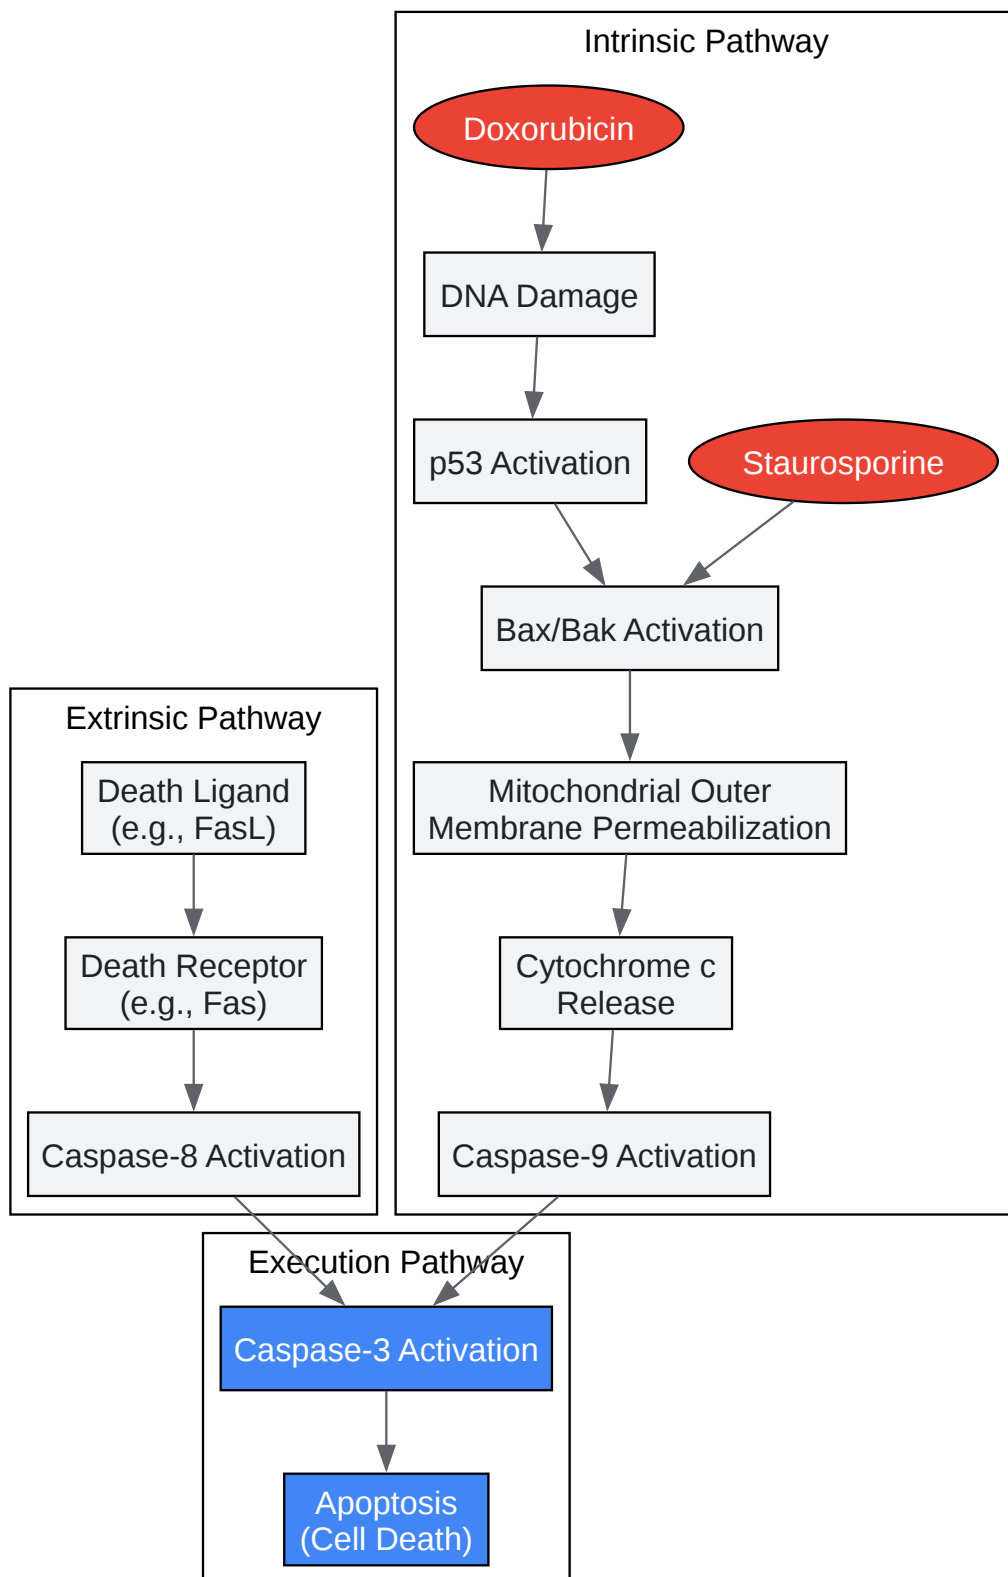 Intrinsic Pathway
Doxorubicin
DNA Damage
p53 Activation
Staurosporine
Bax/Bak Activation
Mitochondrial Outer
Membrane Permeabilization
Cytochrome c
Release
Caspase-9 Activation
Extrinsic Pathway
Death Ligand
(e.g., FasL)
Death Receptor
(e.g., Fas)
Caspase-8 Activation
Execution Pathway
Caspase-3 Activation
Apoptosis
(Cell Death)